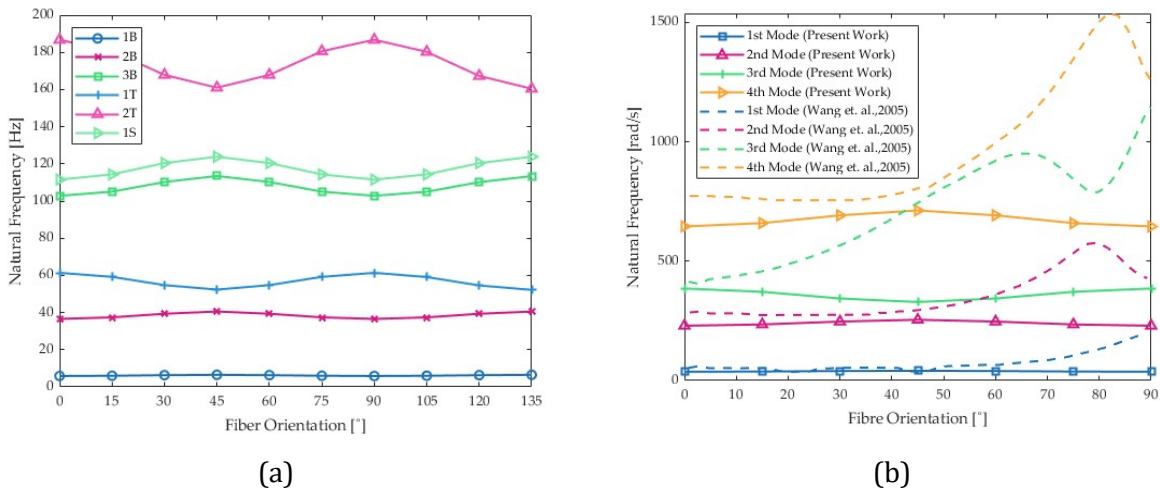 200
180
160
140
120
100
80
60
40
20
0
Natural Frequency [Hz]
1B
2B
3B
1T
2T
1S
0 15 30 45 60 75 90 105 120 135
Fiber Orientation [°]
(a)
1500
1000
500
0
Natural Frequency [rad/s]
1st Mode (Present Work)
2nd Mode (Present Work)
3rd Mode (Present Work)
4th Mode (Present Work)
1st Mode (Wang et. al.,2005)
2nd Mode (Wang et. al.,2005)
3rd Mode (Wang et. al.,2005)
4th Mode (Wang et. al.,2005)
0 10 20 30 40 50 60 70 80 90
Fibre Orientation [°]
(b)